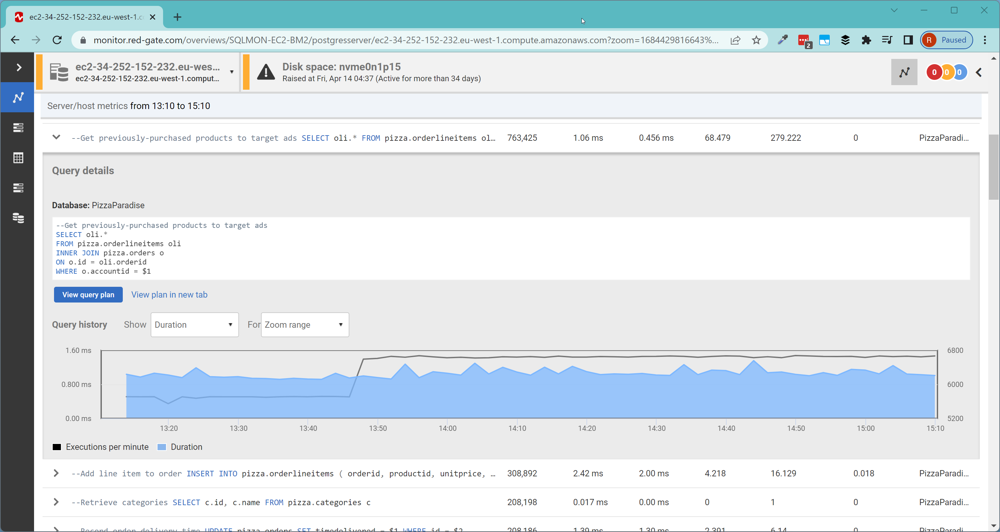 ec2-34-252-152-232.eu-west-1.c
monitor.red-gate.com/overviews/SQLMON-EC2-BM2/postgresserver/ec2-34-252-152-232.eu-west-1.compute.amazonaws.com?zoom=1684429816643%...
2
R Paused
ec2-34-252-152-232.eu-wes...
ec2-34-252-152-232.eu-west-1.comput...
Disk space: nvme0n1p15
Raised at Fri, Apr 14 04:37 (Active for more than 34 days)
0 0 0
Server/host metrics from 13:10 to 15:10
--Get previously-purchased products to target ads SELECT oli.* FROM pizza.orderlineitems ol... 763,425 1.06 ms 0.456 ms 68.479 279.222 0 PizzaParadi...
Query details
Database: PizzaParadise
--Get previously-purchased products to target ads
SELECT oli.*
FROM pizza.orderlineitems oli
INNER JOIN pizza.orders o
ON o.id = oli.orderid
WHERE o.accountid = $1
View query plan View plan in new tab
Query history Show Duration For Zoom range
1.60 ms 6800
0.800 ms 6000
0.00 ms 5200
13:20 13:30 13:40 13:50 14:00 14:10 14:20 14:30 14:40 14:50 15:00 15:10
Executions per minute Duration
--Add line item to order INSERT INTO pizza.orderlineitems ( orderid, productid, unitprice, ... 308,892 2.42 ms 2.00 ms 4.218 16.129 0.018 PizzaParadi...
--Retrieve categories SELECT c.id, c.name FROM pizza.categories c 208,198 0.017 ms 0.00 ms 0 1 0 PizzaParadi...
--Record order delivery time UPDATE pizza.orders SET timedelivered = $1 WHERE id = $2 208,186 1.39 ms 1.30 ms 2.391 6.14 0 PizzaParadi...